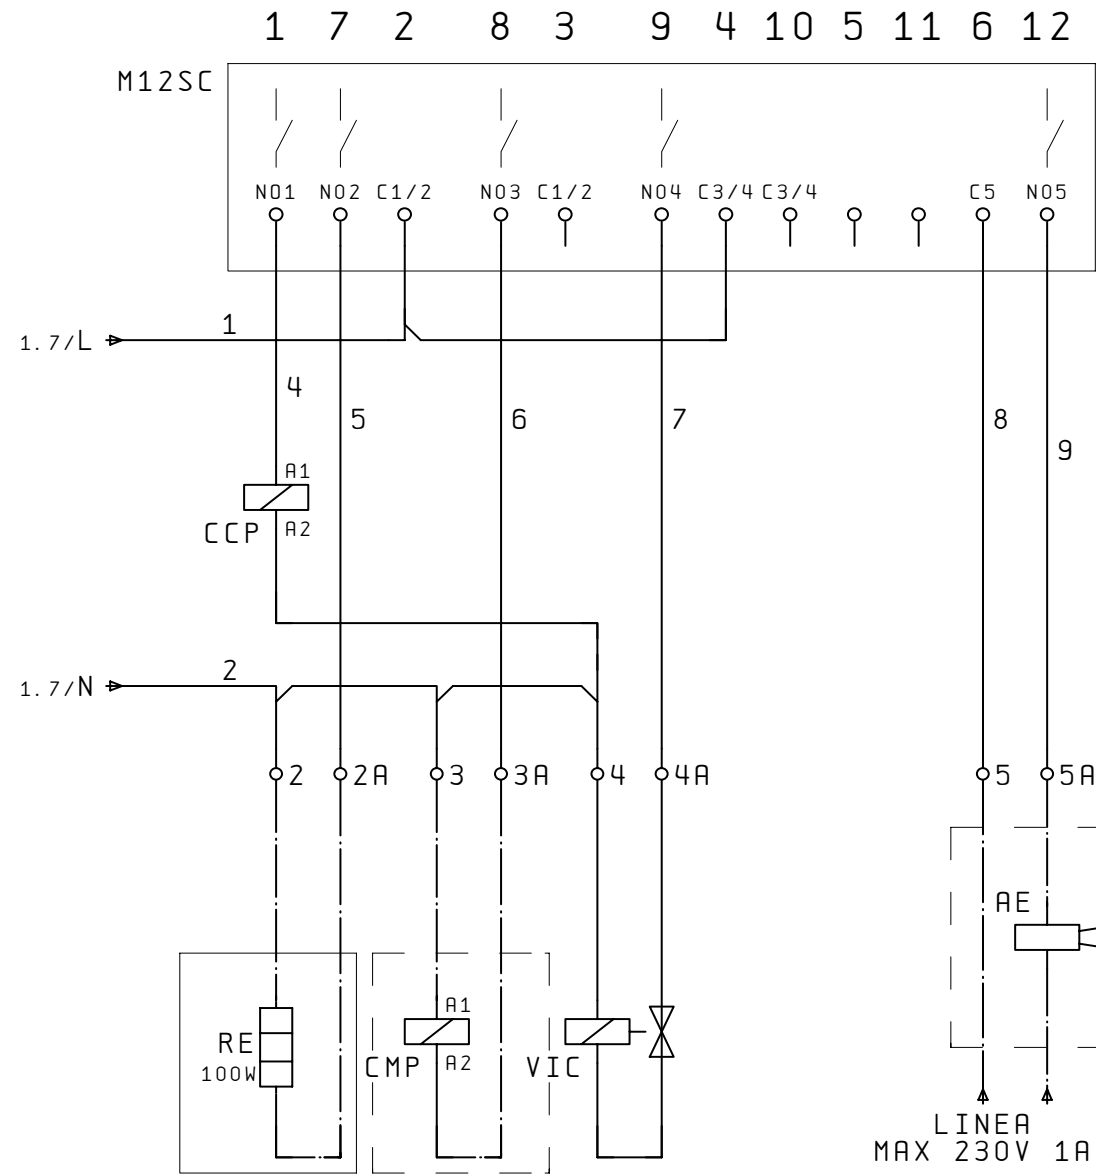 1 7 2 8 3 9 4 10 5 11 6 12
M12SC
NO1 NO2 C1/2 NO3 C1/2 NO4 C3/4 C3/4 C5 NO5
1
1.7/L
4
5 6 7 8
9
A1
CCP A2
2
1.7/N
2 2A 3 3A 4 4A 5 5A
AE
A1
RE
100W
CMP A2 VIC
LINEA
MAX 230V 1A